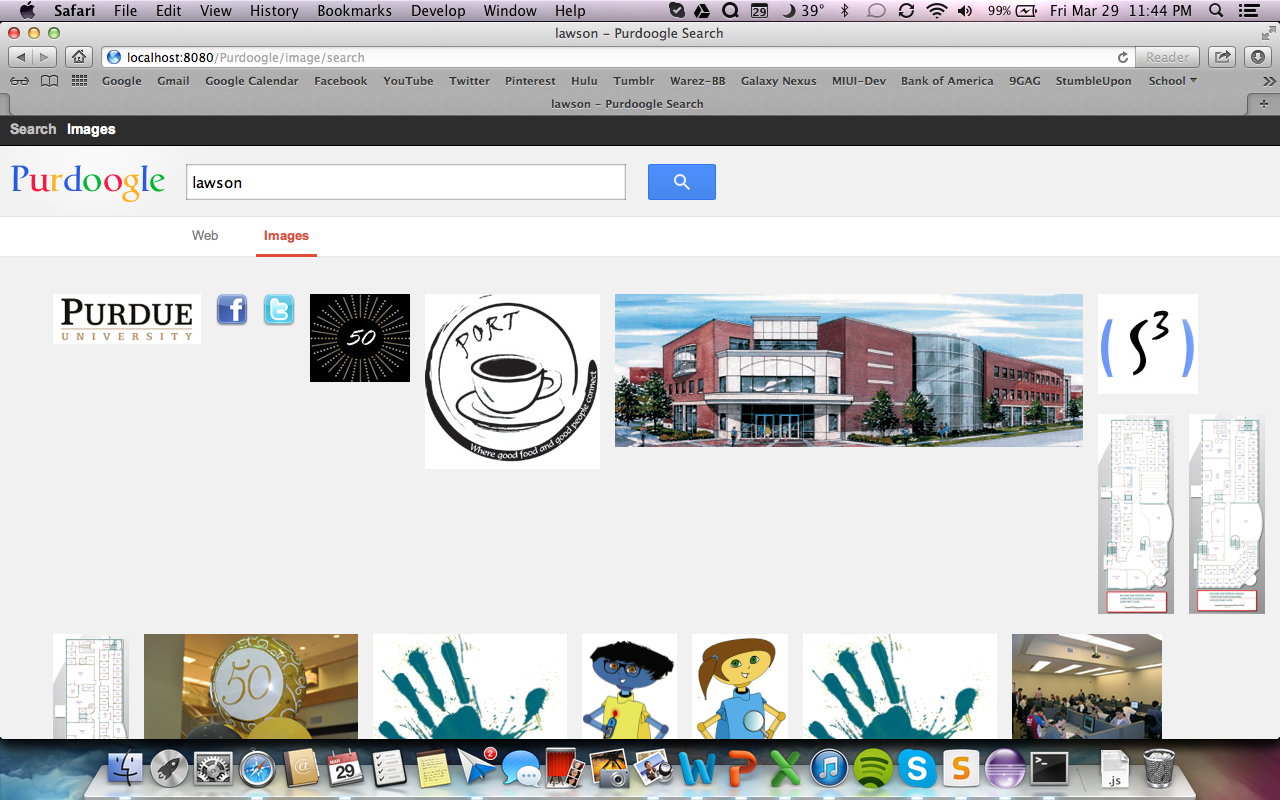 Safari File Edit View History Bookmarks Develop Window Help 29 39° 99% Fri Mar 29 11:44 PM
lawson – Purdoogle Search
localhost:8080/Purdoogle/image/search Reader
Google Gmail Google Calendar Facebook YouTube Twitter Pinterest Hulu Tumblr Warez-BB Galaxy Nexus MIUI-Dev Bank of America 9GAG StumbleUpon School
lawson – Purdoogle Search
Search Images
Purdoogle lawson
Web Images
PURDUE
UNIVERSITY
f
t
50
PORT
Where good food and good people connect
(S³)
50
MAR
29
2
.js